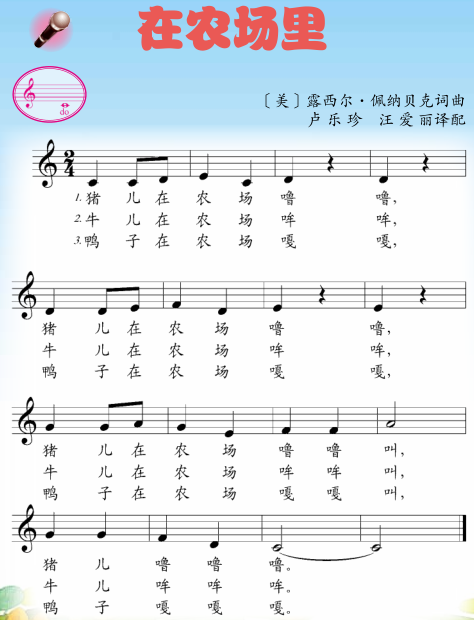 在农场里
do
〔美〕露西尔·佩纳贝克词曲
卢乐珍 汪爱丽译配
2
4
1.猪 儿 在 农 场 噜 噜,
2.牛 儿 在 农 场 哞 哞,
3.鸭 子 在 农 场 嘎 嘎,
猪 儿 在 农 场 噜 噜,
牛 儿 在 农 场 哞 哞,
鸭 子 在 农 场 嘎 嘎,
猪 儿 在 农 场 噜 噜 叫,
牛 儿 在 农 场 哞 哞 叫,
鸭 子 在 农 场 嘎 嘎 叫,
猪 儿 噜 噜 噜。
牛 儿 哞 哞 哞。
鸭 子 嘎 嘎 嘎。